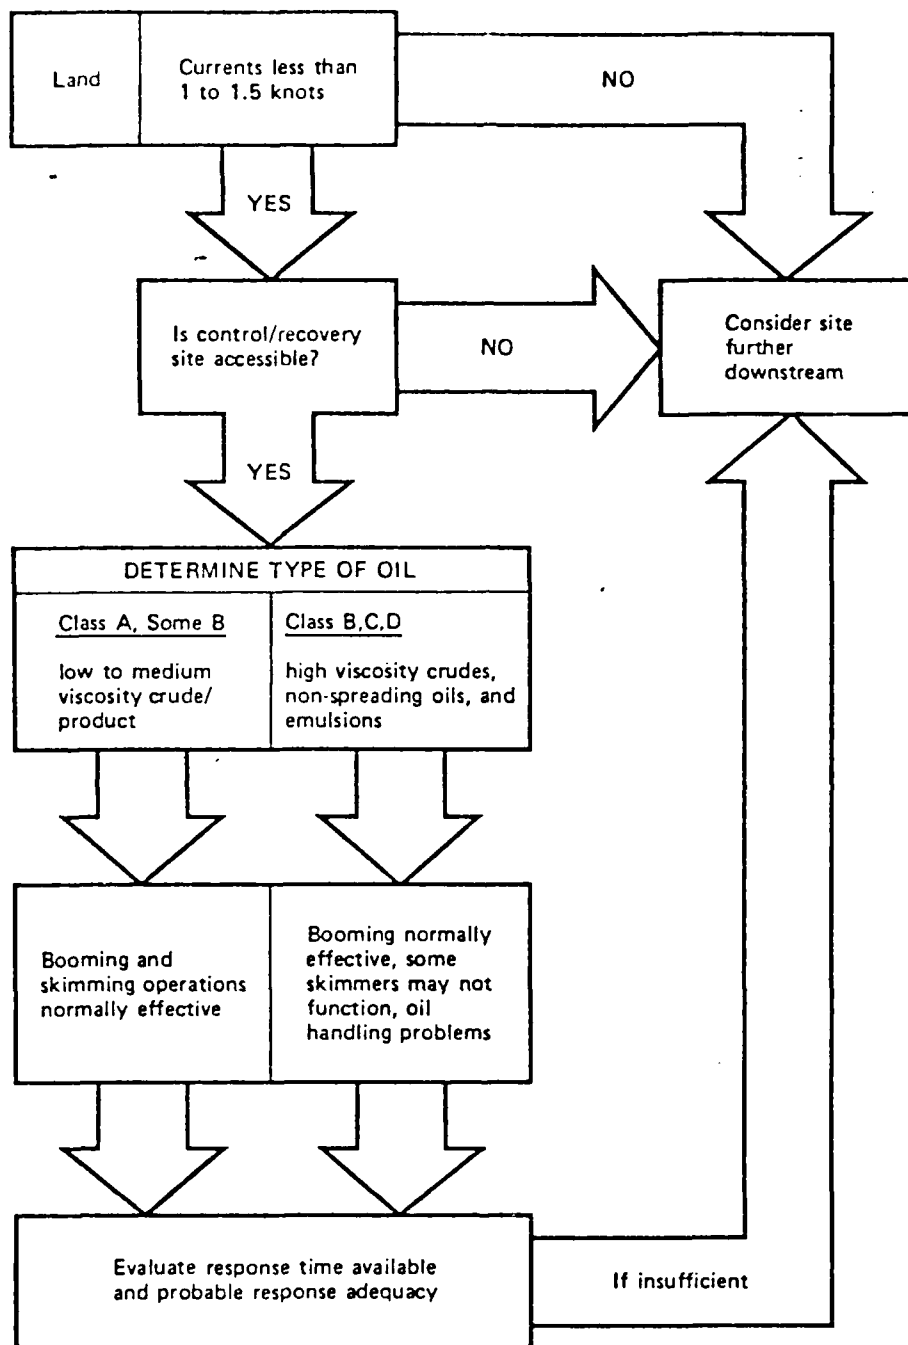 Land
Currents less than
1 to 1.5 knots
NO
YES
Is control/recovery
site accessible?
NO
Consider site
further
downstream
YES
DETERMINE TYPE OF OIL
Class A, Some B
low to medium
viscosity crude/
product
Class B,C,D
high viscosity crudes,
non-spreading oils, and
emulsions
Booming and
skimming operations
normally effective
Booming normally
effective, some
skimmers may not
function, oil
handling problems
Evaluate response time available
and probable response adequacy
If insufficient